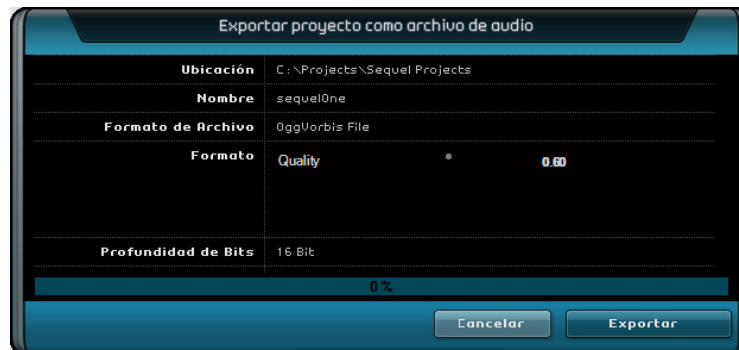 Exportar proyecto como archivo de audio
Ubicación C:\Projects\Sequel Projects
Nombre sequelOne
Formato de Archivo OggVorbis File
Formato Quality 0.60
Profundidad de Bits 16 Bit
0%
Cancelar Exportar